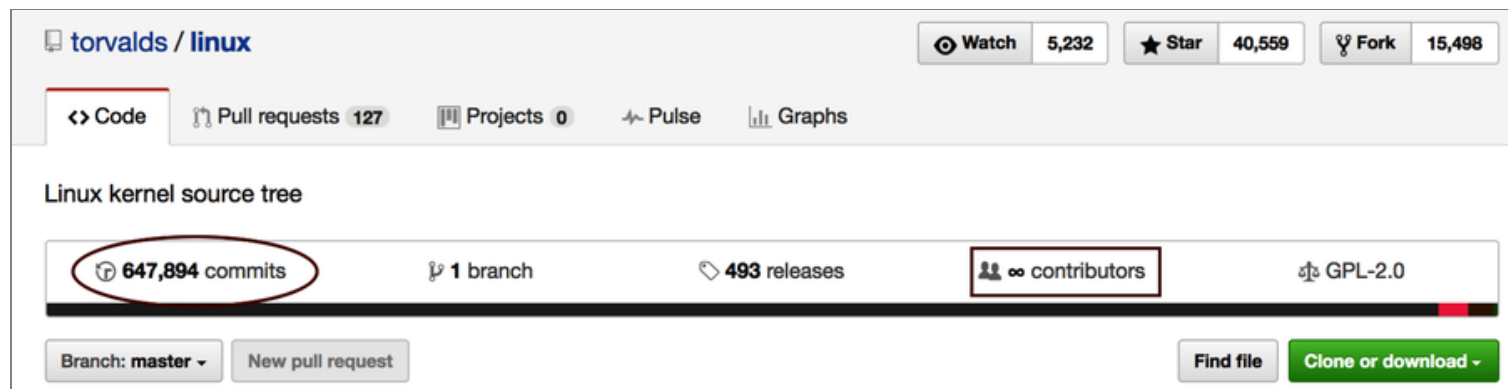 torvalds / linux
Watch 5,232 Star 40,559 Fork 15,498
Code Pull requests 127 Projects 0 Pulse Graphs
Linux kernel source tree
647,894 commits 1 branch 493 releases ∞ contributors GPL-2.0
Branch: master New pull request Find file Clone or download